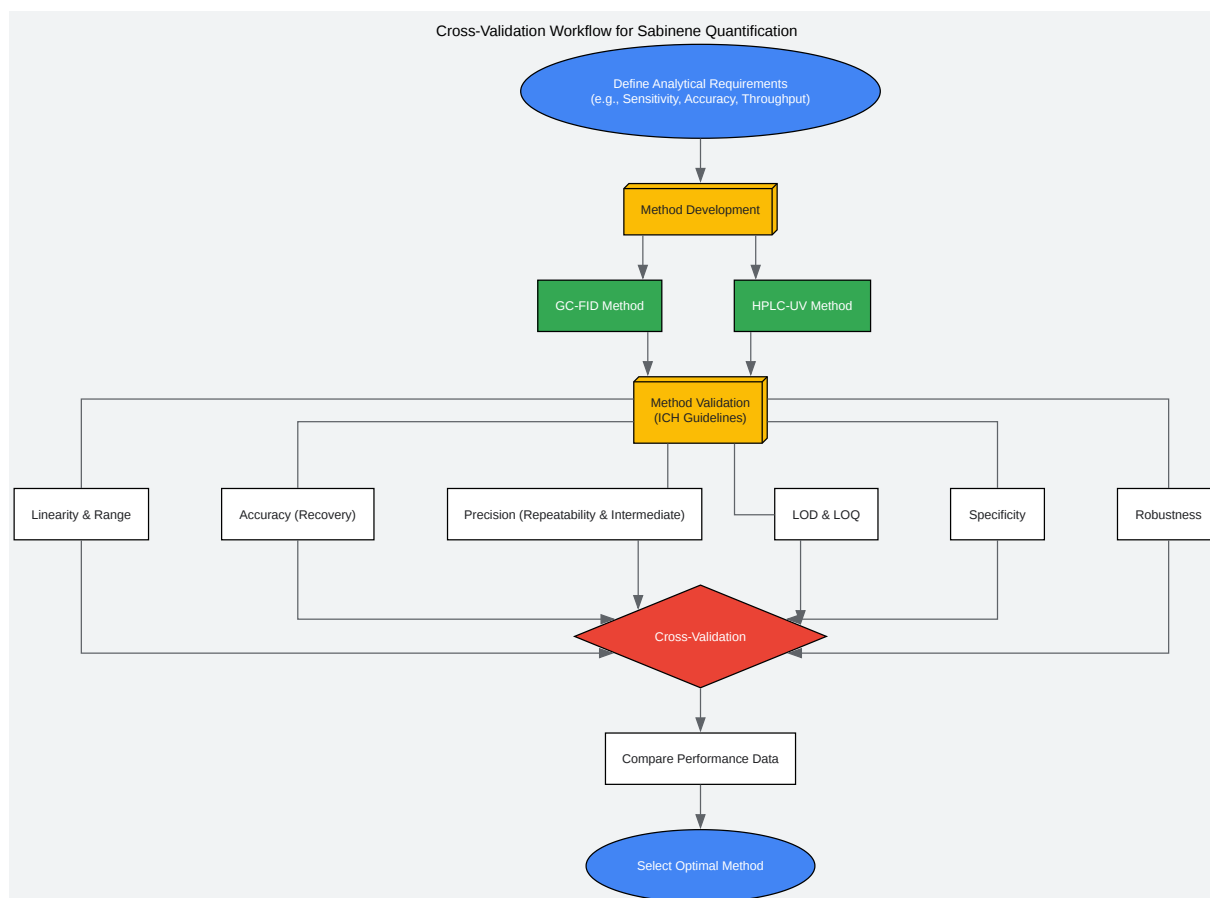 Cross-Validation Workflow for Sabinene Quantification
Define Analytical Requirements
(e.g., Sensitivity, Accuracy, Throughput)
Method Development
GC-FID Method
HPLC-UV Method
Method Validation
(ICH Guidelines)
Linearity & Range
Accuracy (Recovery)
Precision (Repeatability & Intermediate)
LOD & LOQ
Specificity
Robustness
Cross-Validation
Compare Performance Data
Select Optimal Method